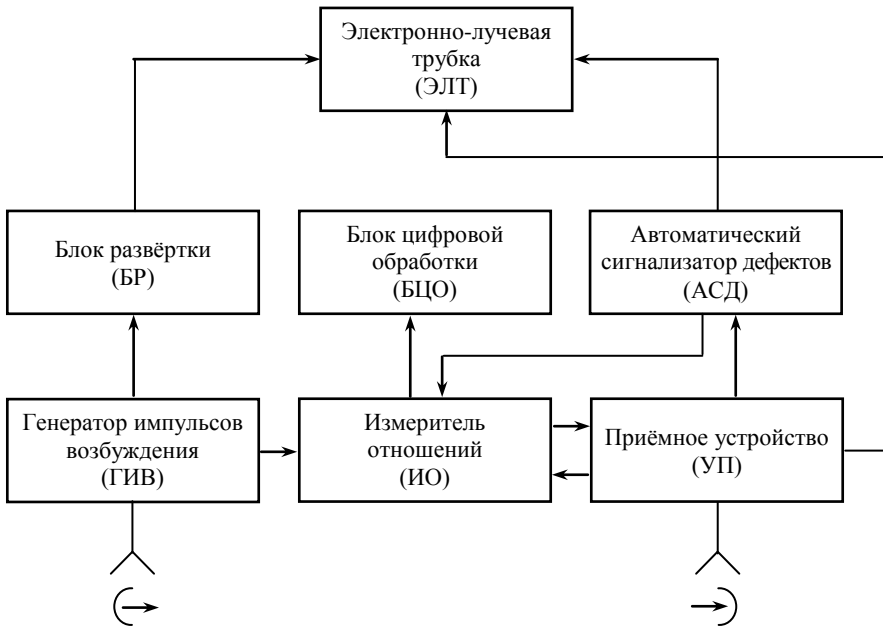 Электронно-лучевая
трубка
(ЭЛТ)
Блок развёртки
(БР)
Блок цифровой
обработки
(БЦО)
Автоматический
сигнализатор дефектов
(АСД)
Генератор импульсов
возбуждения
(ГИВ)
Измеритель
отношений
(ИО)
Приёмное устройство
(УП)